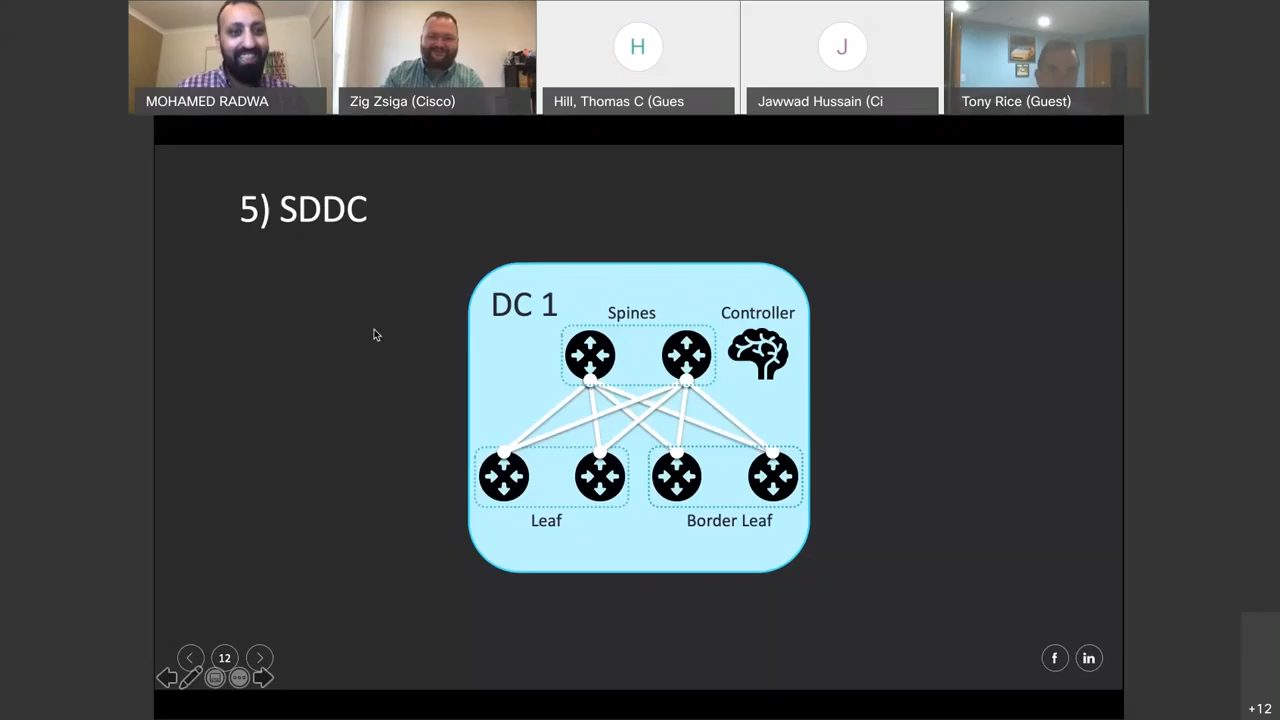 H
J
MOHAMED RADWA
Zig Zsiga (Cisco)
Hill, Thomas C (Gues
Jawwad Hussain (Ci
Tony Rice (Guest)
5) SDDC
DC 1
Spines
Controller
Leaf
Border Leaf
12
f
in
+12